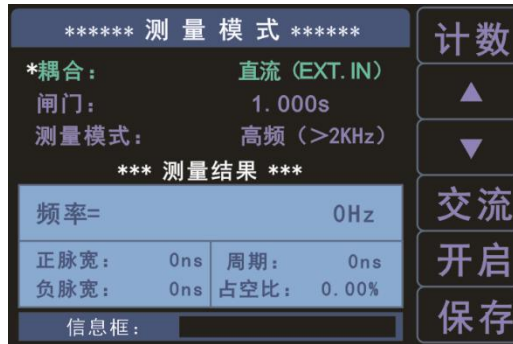 ****** 测 量 模 式 ******
*耦合： 直流（EXT. IN）
闸门： 1. 000s
测量模式： 高频（>2KHz）
*** 测量结果 ***
频率= 0Hz
正脉宽： 0ns 周期： 0ns
负脉宽： 0ns 占空比： 0. 00%
信息框：
计数
▲
▼
交流
开启
保存